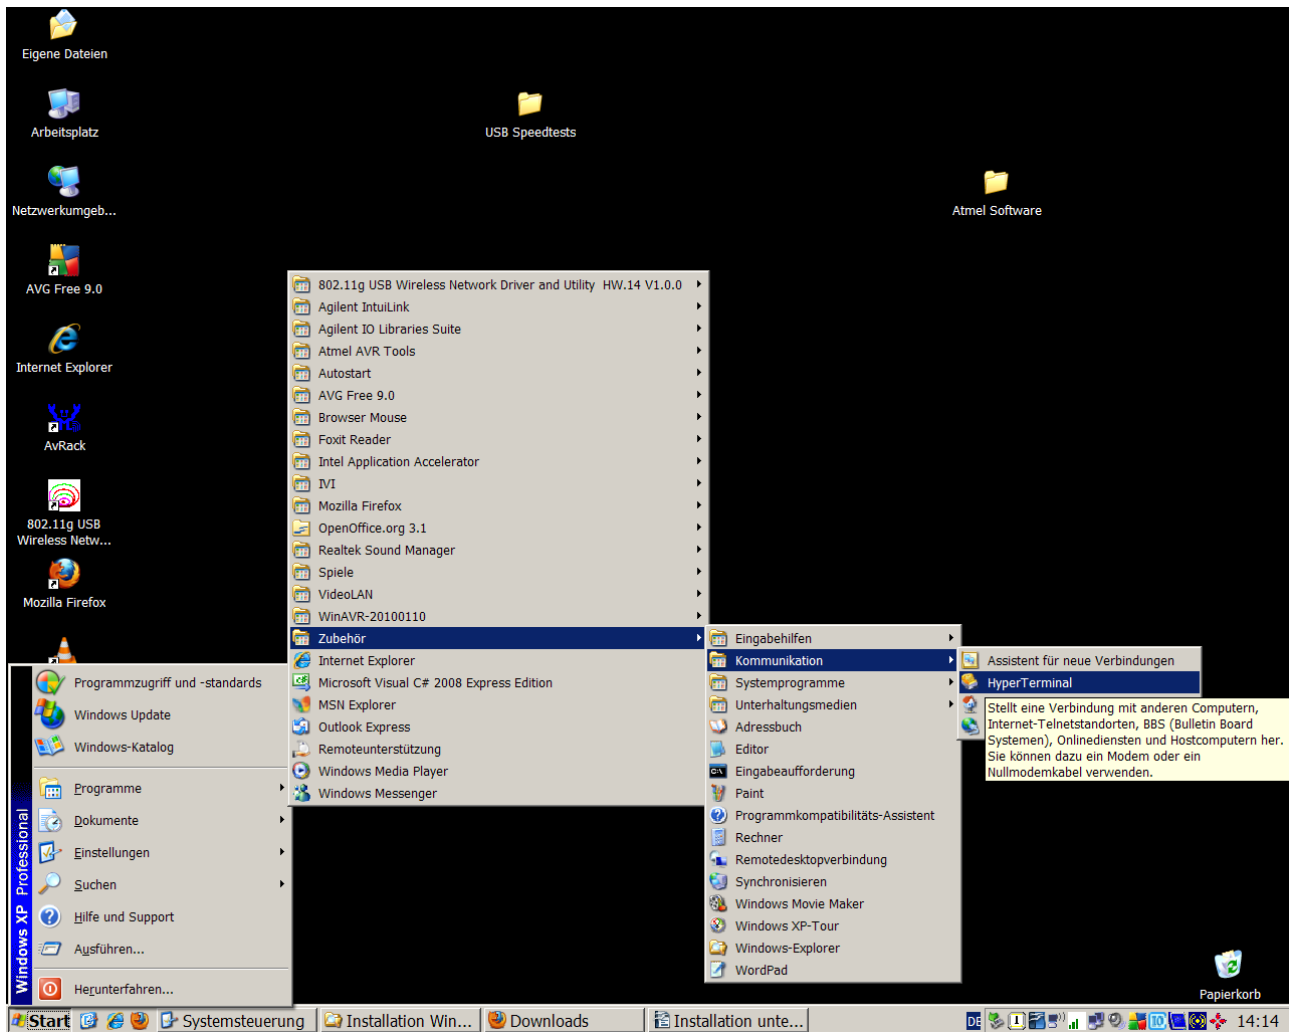 Eigene Dateien
Arbeitsplatz
USB Speedtests
Netzwerkumgeb...
Atmel Software
AVG Free 9.0
Internet Explorer
AvRack
802.11g USB
Wireless Netw...
Mozilla Firefox
802.11g USB Wireless Network Driver and Utility HW.14 V1.0.0
Agilent IntuiLink
Agilent IO Libraries Suite
Atmel AVR Tools
Autostart
AVG Free 9.0
Browser Mouse
Foxit Reader
Intel Application Accelerator
IVI
Mozilla Firefox
OpenOffice.org 3.1
Realtek Sound Manager
Spiele
VideoLAN
WinAVR-20100110
Zubehör
Internet Explorer
Microsoft Visual C# 2008 Express Edition
MSN Explorer
Outlook Express
Remoteunterstützung
Windows Media Player
Windows Messenger
Eingabehilfen
Kommunikation
Systemprogramme
Unterhaltungsmedien
Adressbuch
Editor
Eingabeaufforderung
Paint
Programmkompatibilitäts-Assistent
Rechner
Remotedesktopverbindung
Synchronisieren
Windows Movie Maker
Windows XP-Tour
Windows-Explorer
WordPad
Assistent für neue Verbindungen
HyperTerminal
Stellt eine Verbindung mit anderen Computern,
Internet-Telnetstandorten, BBS (Bulletin Board
Systemen), Onlinediensten und Hostcomputern her.
Sie können dazu ein Modem oder ein
Nullmodemkabel verwenden.
Programmzugriff und -standards
Windows Update
Windows-Katalog
Programme
Dokumente
Einstellungen
Suchen
Hilfe und Support
Ausführen...
Herunterfahren...
Windows XP Professional
Papierkorb
Start
Systemsteuerung
Installation Win...
Downloads
Installation unte...
DE
14:14